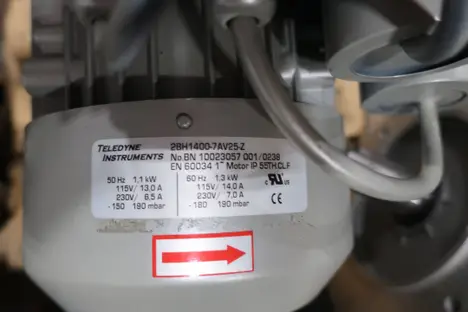 TELEDYNE
INSTRUMENTS
2BH1400-7AV25-Z
No.BN 10023057 001/0238
EN 60034 1~ Motor IP 55TH.CL.F
50 Hz 1,1 kW
115V/ 13,0 A
230V/ 6,5 A
-150 190 mbar
60 Hz 1,3 kW
115V/ 14,0 A
230V/ 7,0 A
-180 190 mbar
CE